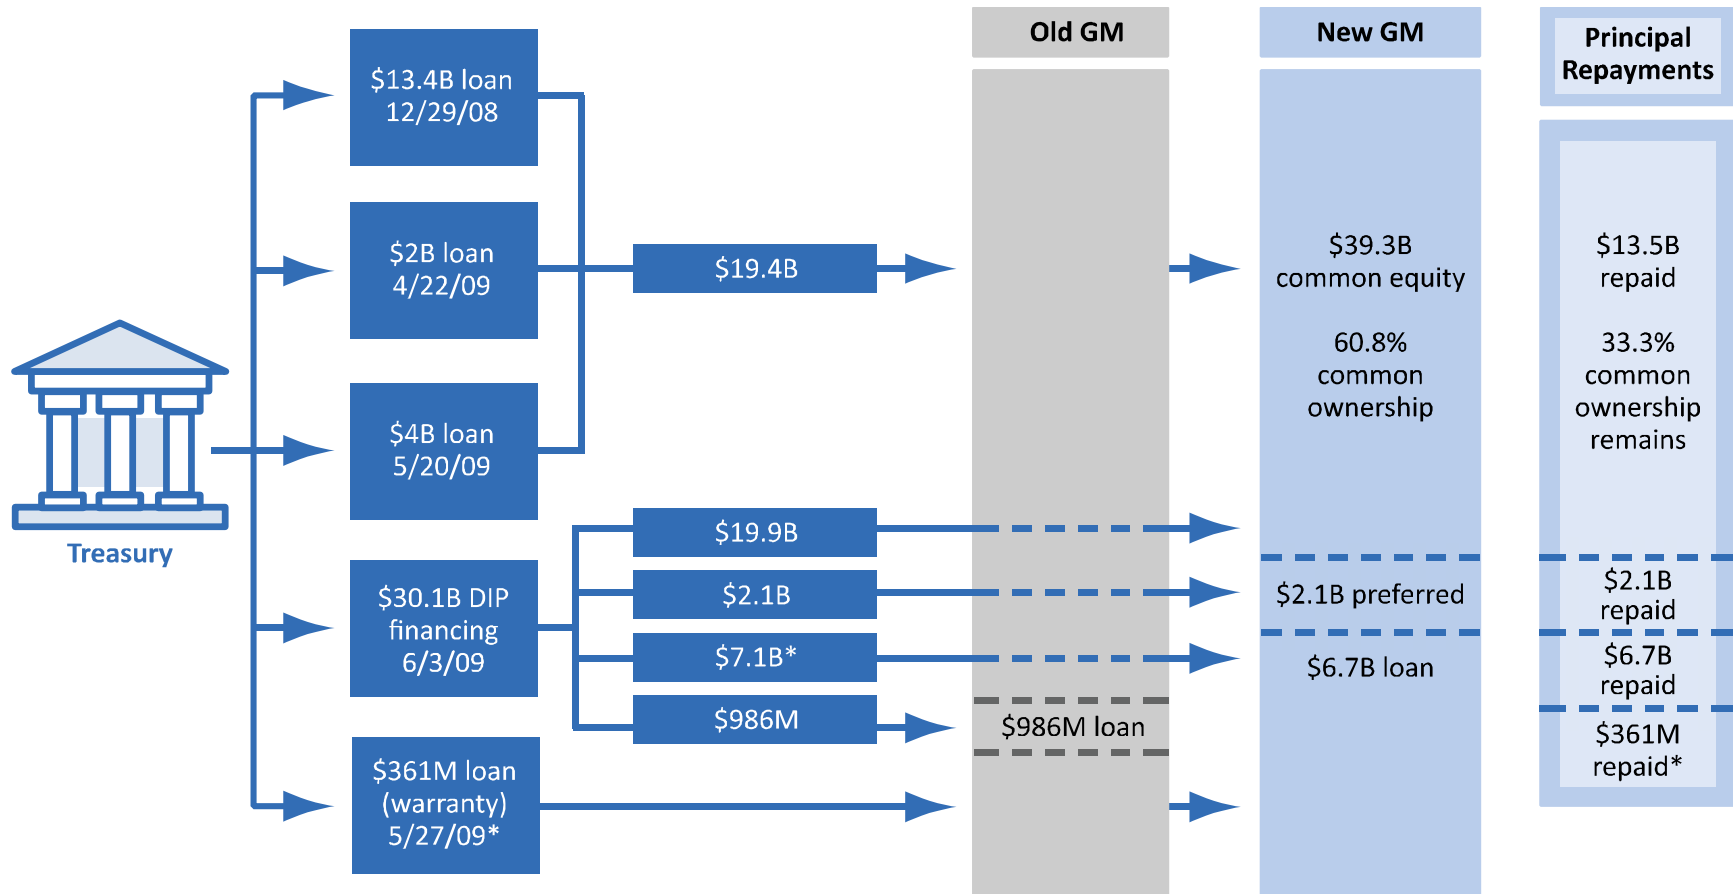 Old GM
New GM
Principal
Repayments
$13.4B loan
12/29/08
$2B loan
4/22/09
$19.4B
$39.3B
common equity
$13.5B
repaid
60.8%
common
ownership
33.3%
common
ownership
remains
$4B loan
5/20/09
Treasury
$30.1B DIP
financing
6/3/09
$19.9B
$2.1B
$7.1B*
$986M
$986M loan
$2.1B preferred
$6.7B loan
$2.1B
repaid
$6.7B
repaid
$361M
repaid*
$361M loan
(warranty)
5/27/09*